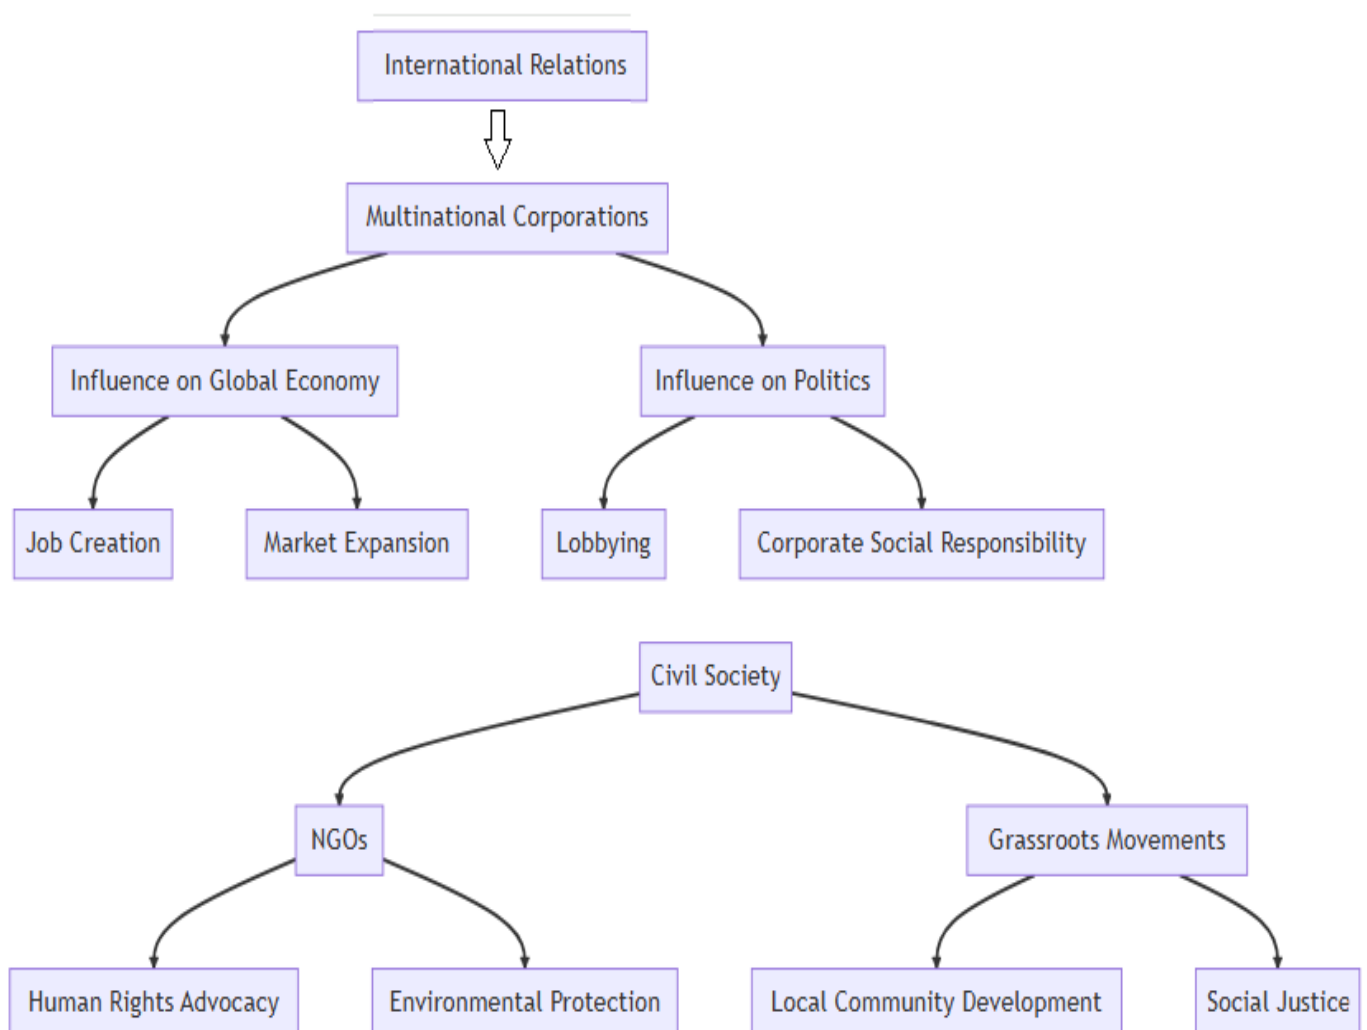 International Relations
Multinational Corporations
Influence on Global Economy
Influence on Politics
Job Creation
Market Expansion
Lobbying
Corporate Social Responsibility
Civil Society
NGOs
Grassroots Movements
Human Rights Advocacy
Environmental Protection
Local Community Development
Social Justice